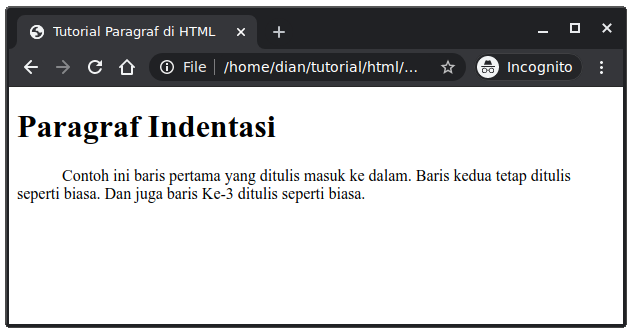 Tutorial Paragraf di HTML
File | /home/dian/tutorial/html/...
Incognito
Paragraf Indentasi
Contoh ini baris pertama yang ditulis masuk ke dalam. Baris kedua tetap ditulis
seperti biasa. Dan juga baris Ke-3 ditulis seperti biasa.